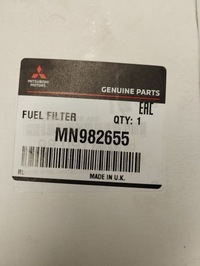 MITSUBISHI
MOTORS
GENUINE PARTS
EAC
FUEL FILTER
QTY: 1
MN982655
MADE IN U.K.